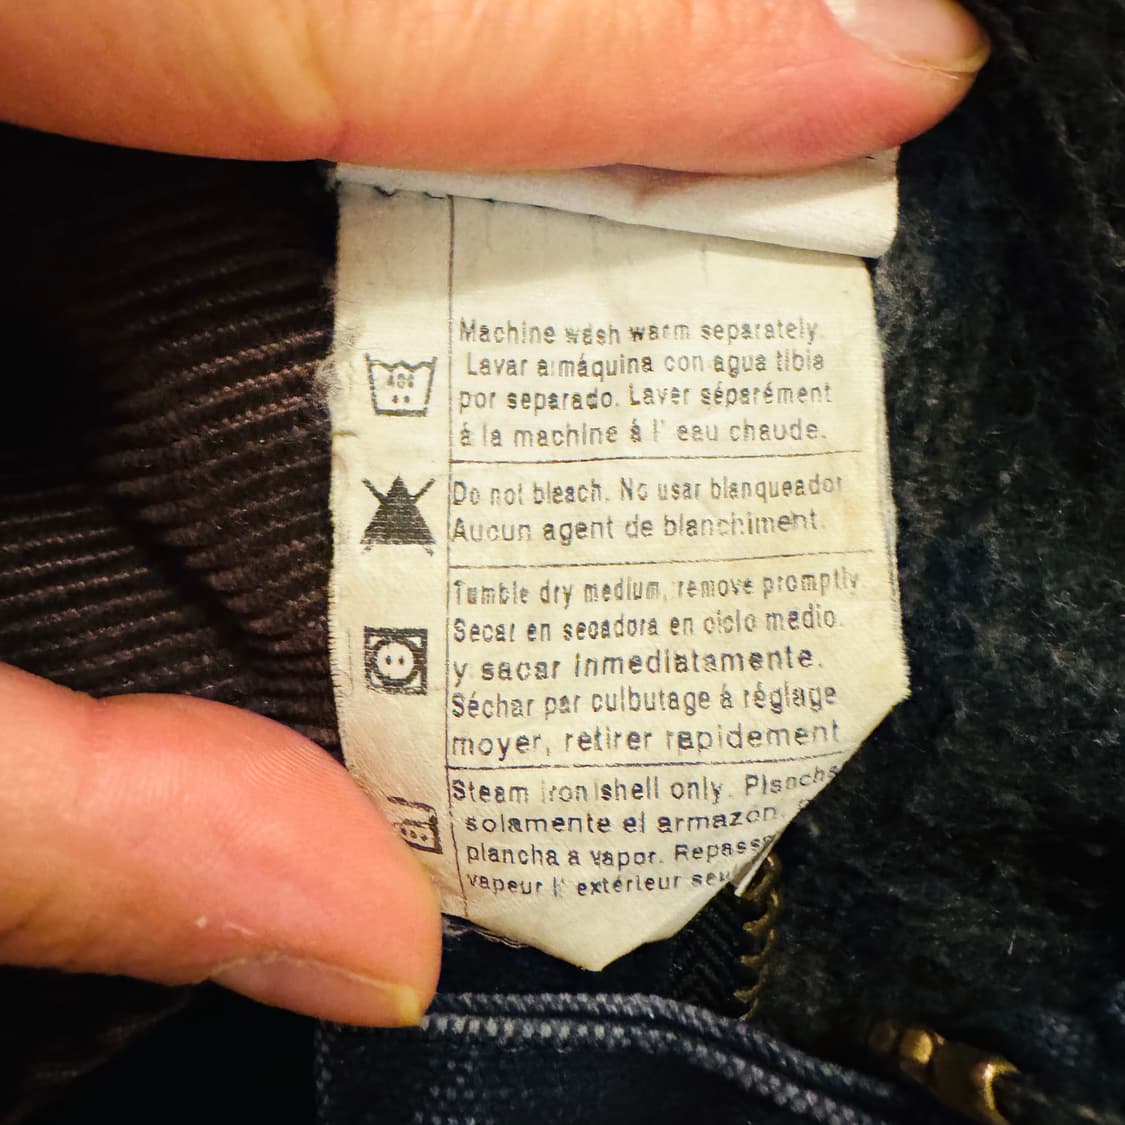 Machine wash warm separately.
Lavar a máquina con agua tibia
por separado. Laver séparément
á la machine á l' eau chaude.
Do not bleach. No usar blanqueador
Aucun agent de blanchiment.
Tumble dry medium, remove promptly
Secar en secadora en ciclo medio.
y sacar inmediatamente.
Séchar par culbutage à réglage
moyer, retirer rapidement
Steam iron shell only. Planche
solamente el armazon.
plancha a vapor. Repass
vapeur l' extérieur seu